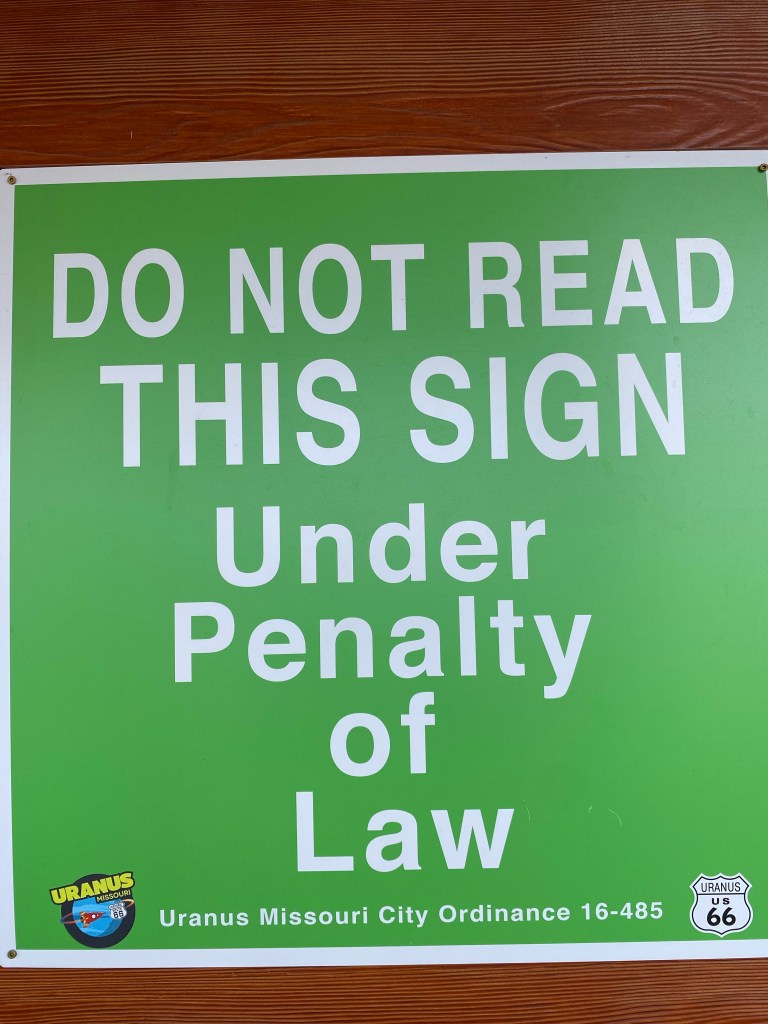 DO NOT READ
THIS SIGN
Under
Penalty
of
Law
URANUS
MISSOURI
66
Uranus Missouri City Ordinance 16-485
URANUS
US
66